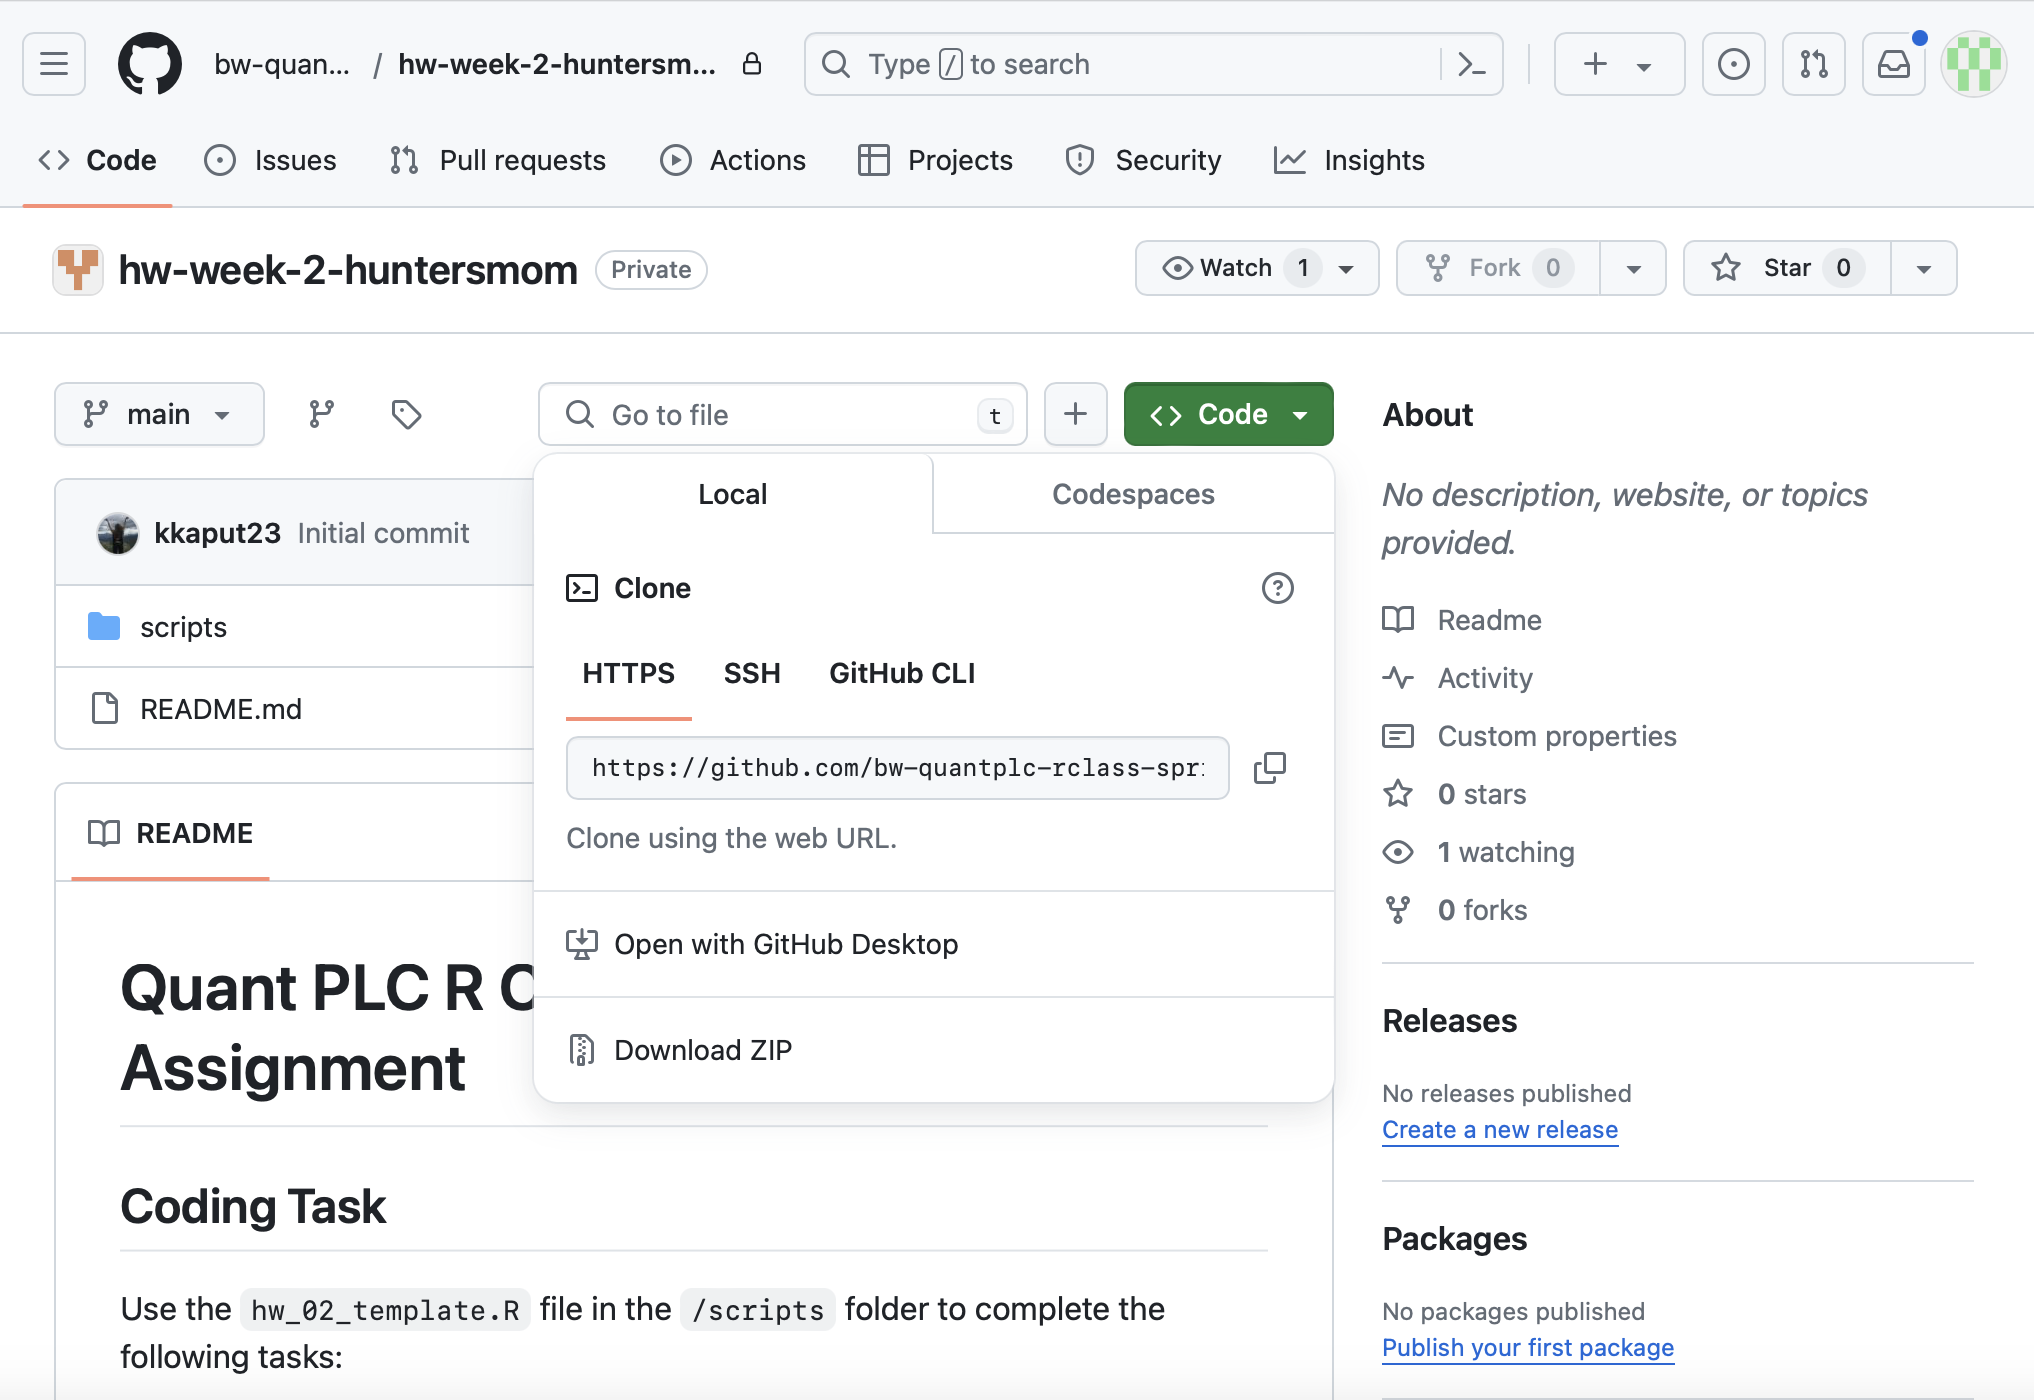 bw-quan... / hw-week-2-huntersm...
Type / to search
Code
Issues
Pull requests
Actions
Projects
Security
Insights
hw-week-2-huntersmom
Private
Watch 1
Fork 0
Star 0
main
Go to file
t
Code
kkaput23 Initial commit
scripts
README.md
README
Quant PLC R C
Assignment
Coding Task
Use the hw_02_template.R file in the /scripts folder to complete the
following tasks:
Local
Codespaces
Clone
HTTPS
SSH
GitHub CLI
https://github.com/bw-quantplc-rclass-spr
Clone using the web URL.
Open with GitHub Desktop
Download ZIP
About
No description, website, or topics
provided.
Readme
Activity
Custom properties
0 stars
1 watching
0 forks
Releases
No releases published
Create a new release
Packages
No packages published
Publish your first package